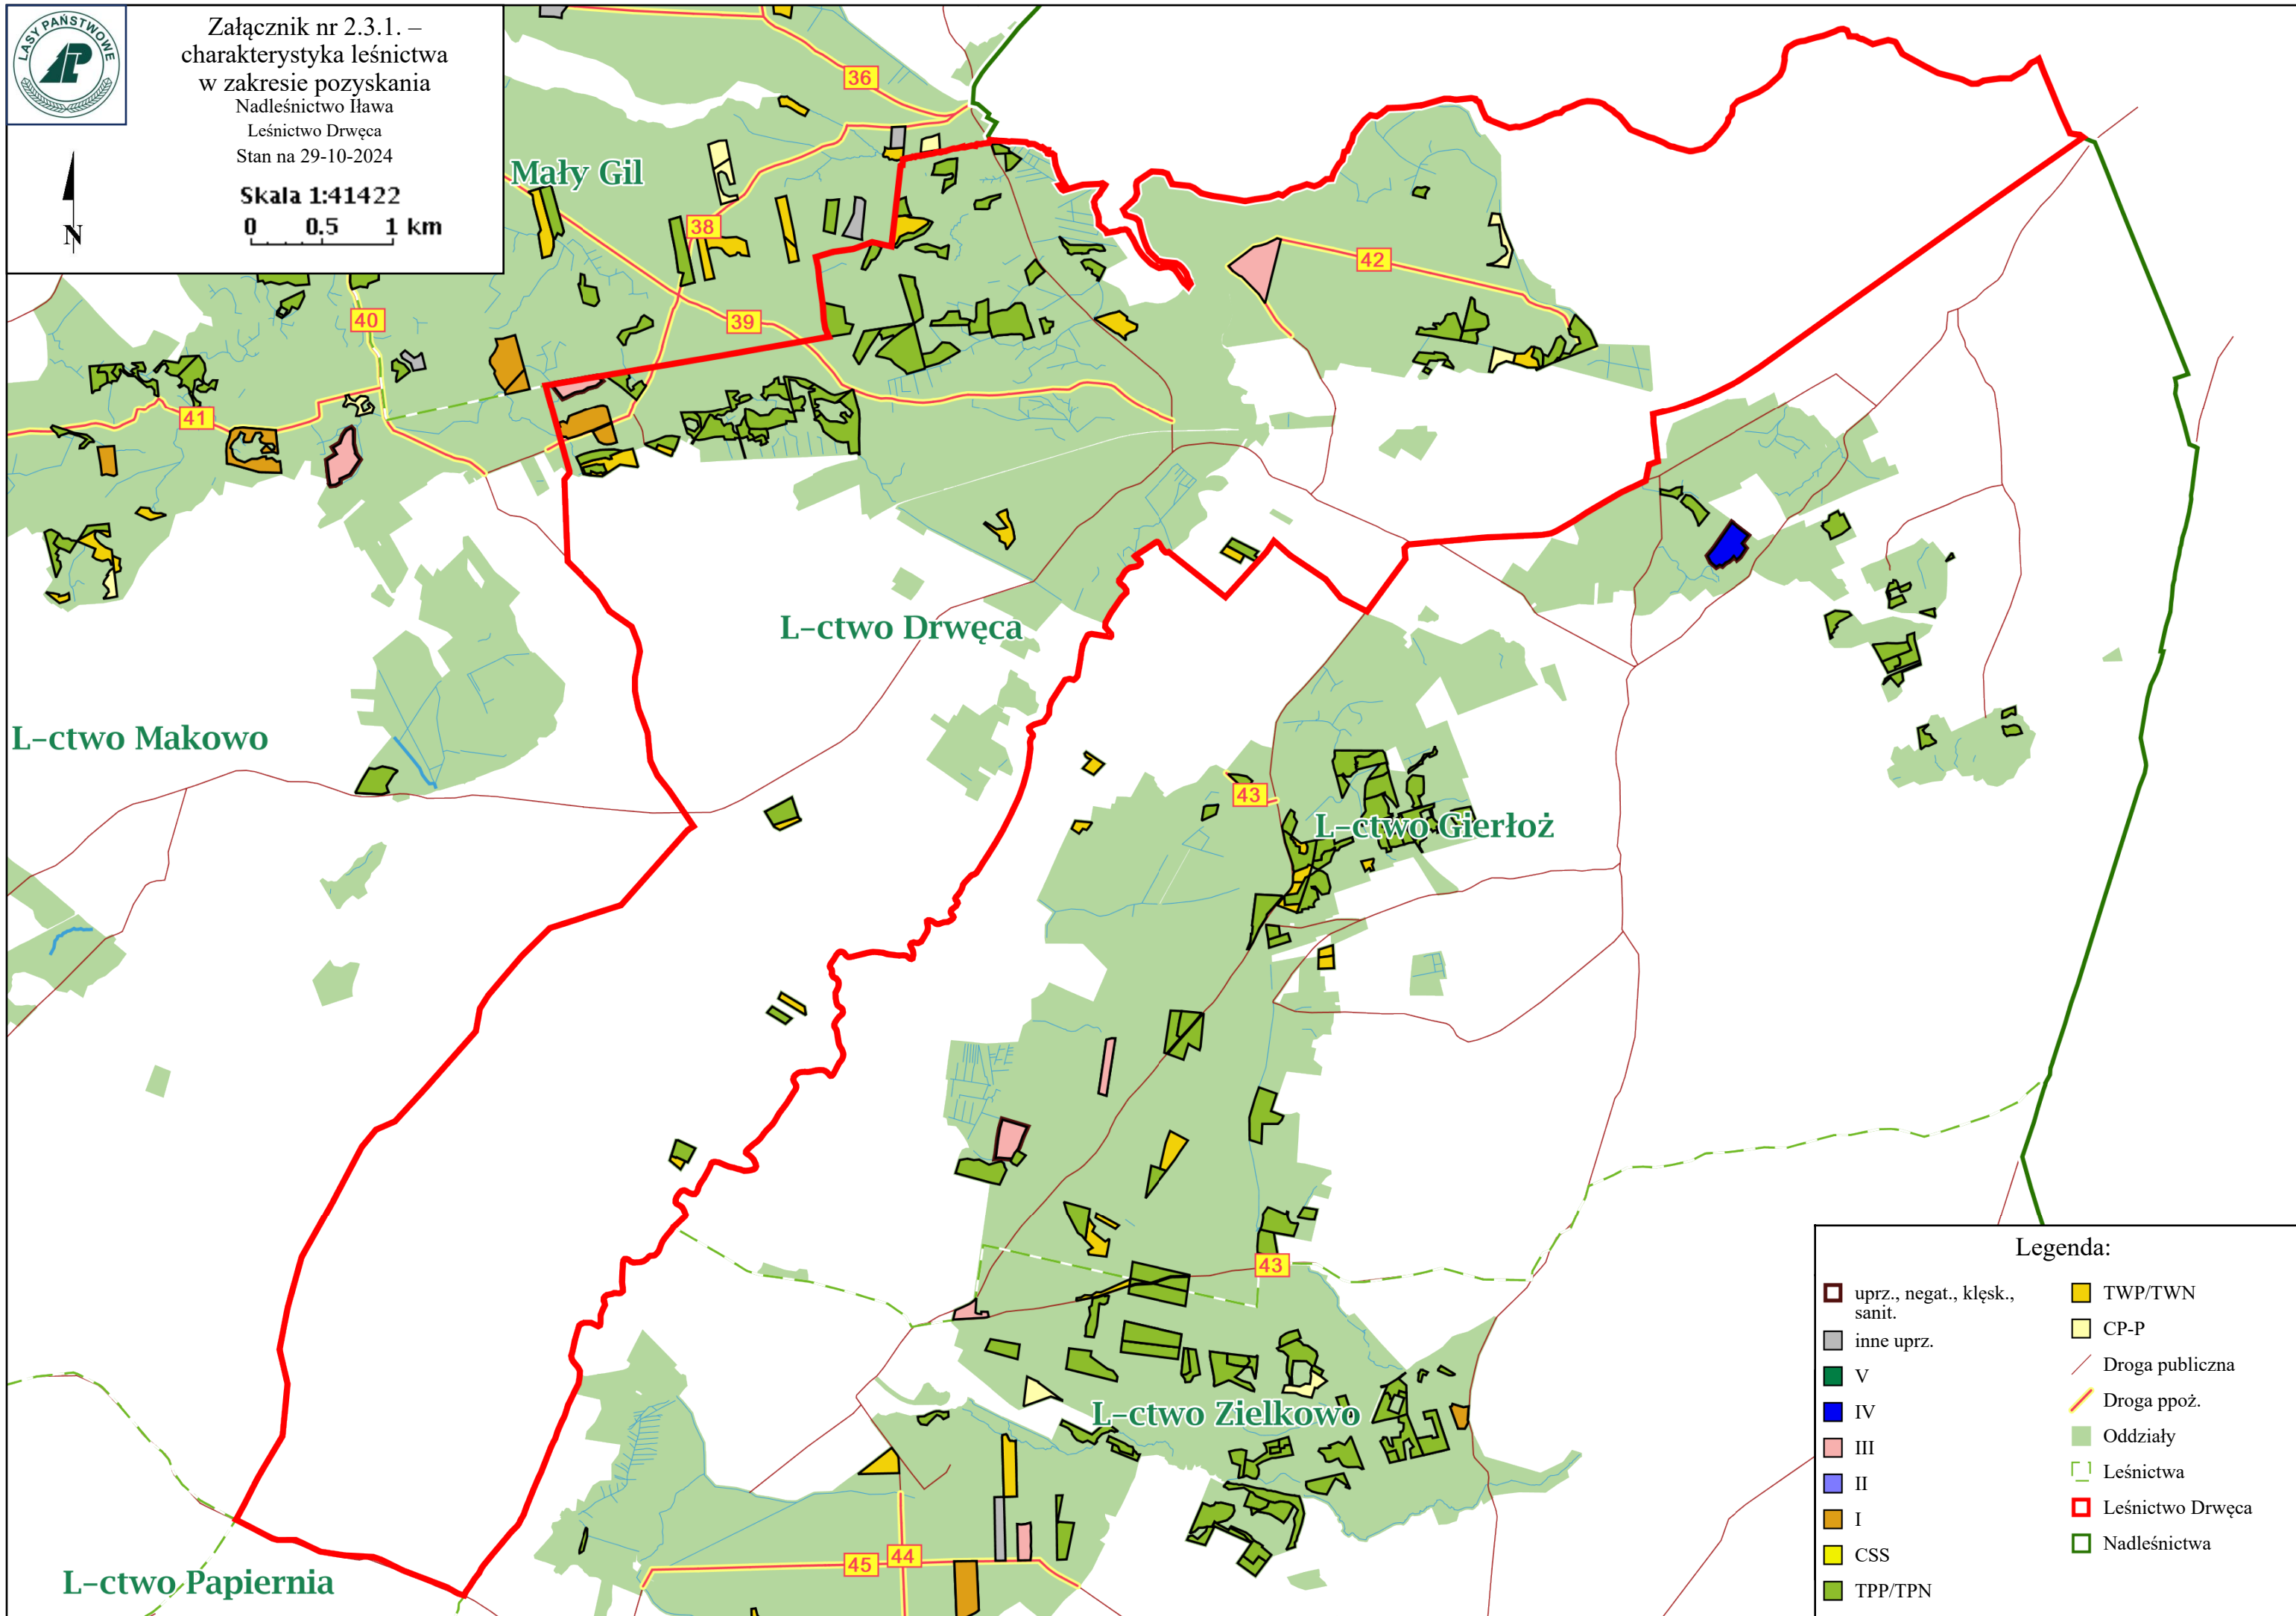 LASY PAŃSTWOWE
Załącznik nr 2.3.1. –
charakterystyka leśnictwa
w zakresie pozyskania
Nadleśnictwo Iława
Leśnictwo Drwęca
Stan na 29-10-2024
Skala 1:41422
0 0.5 1 km
N
36
Mały Gil
38
42
40
39
41
L-ctwo Drwęca
L-ctwo Makowo
43
L-ctwo Gierłoż
43
L-ctwo Zielkowo
45
44
L-ctwo Papiernia
Legenda:
uprz., negat., klęsk.,
sanit.
inne uprz.
V
IV
III
II
I
CSS
TPP/TPN
TWP/TWN
CP-P
Droga publiczna
Droga ppoż.
Oddziały
Leśnictwa
Leśnictwo Drwęca
Nadleśnictwa